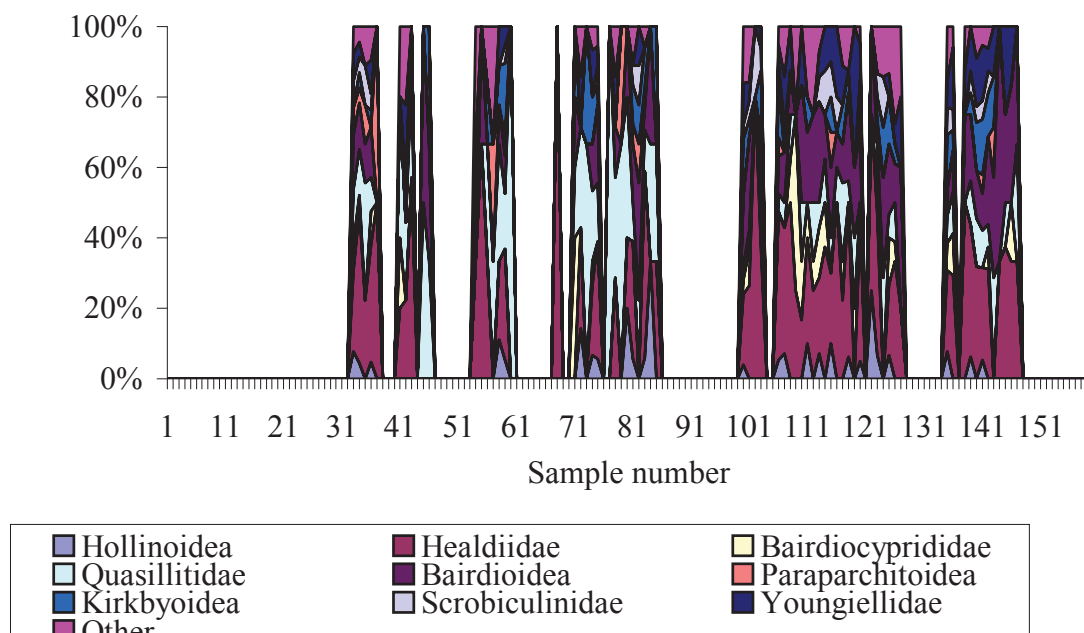 100%
80%
60%
40%
20%
0%
1 11 21 31 41 51 61 71 81 91 101 111 121 131 141 151
Sample number
Hollinoidea Healdiidae Bairdiocyprididae
Quasillitidae Bairdioidea Paraparchitoidea
Kirkbyoidea Scrobiculinidae Youngiellidae
Other